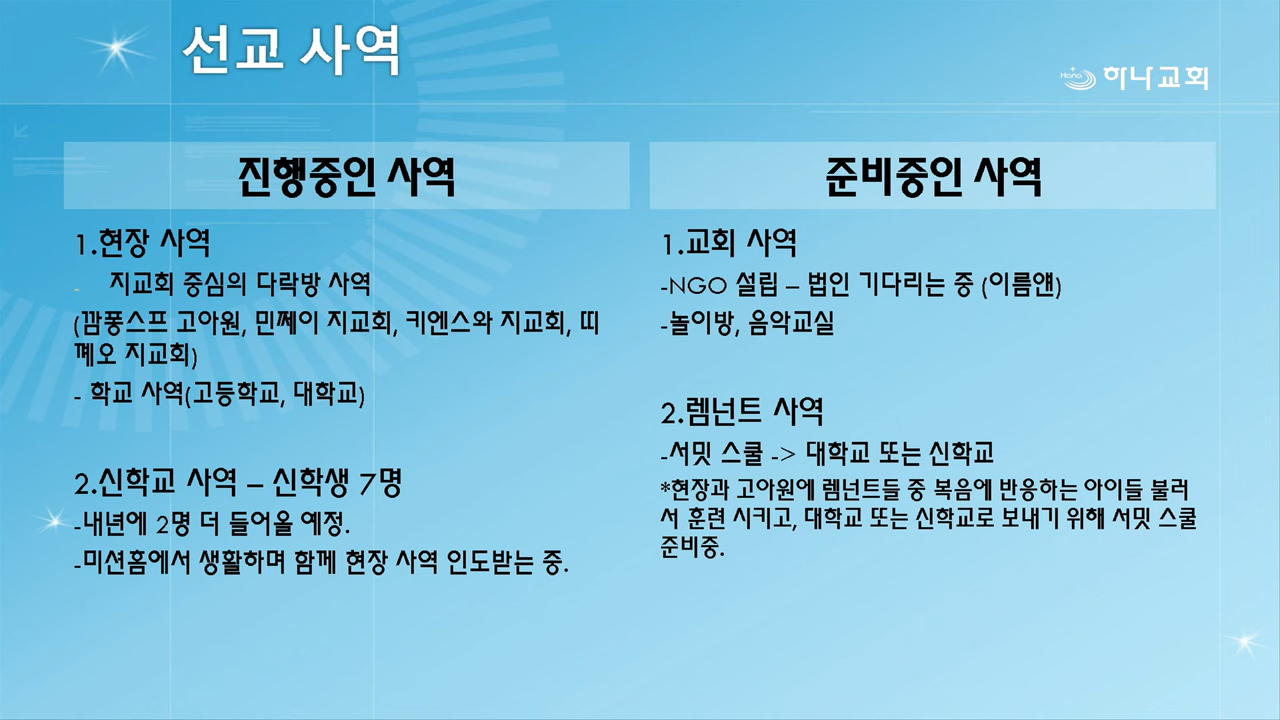 선교 사역
Hana 하나교회
진행중인 사역
1.현장 사역
- 지교회 중심의 다락방 사역
(깜퐁스프 고아원, 민쩨이 지교회, 키엔스와 지교회, 띠
꼐오 지교회)
- 학교 사역(고등학교, 대학교)
2.신학교 사역 – 신학생 7명
-내년에 2명 더 들어올 예정.
-미션홈에서 생활하며 함께 현장 사역 인도받는 중.
준비중인 사역
1.교회 사역
-NGO 설립 – 법인 기다리는 중 (이름앤)
-놀이방, 음악교실
2.렘넌트 사역
-서밋 스쿨 -> 대학교 또는 신학교
*현장과 고아원에 렘넌트들 중 복음에 반응하는 아이들 불러
서 훈련 시키고, 대학교 또는 신학교로 보내기 위해 서밋 스쿨
준비중.